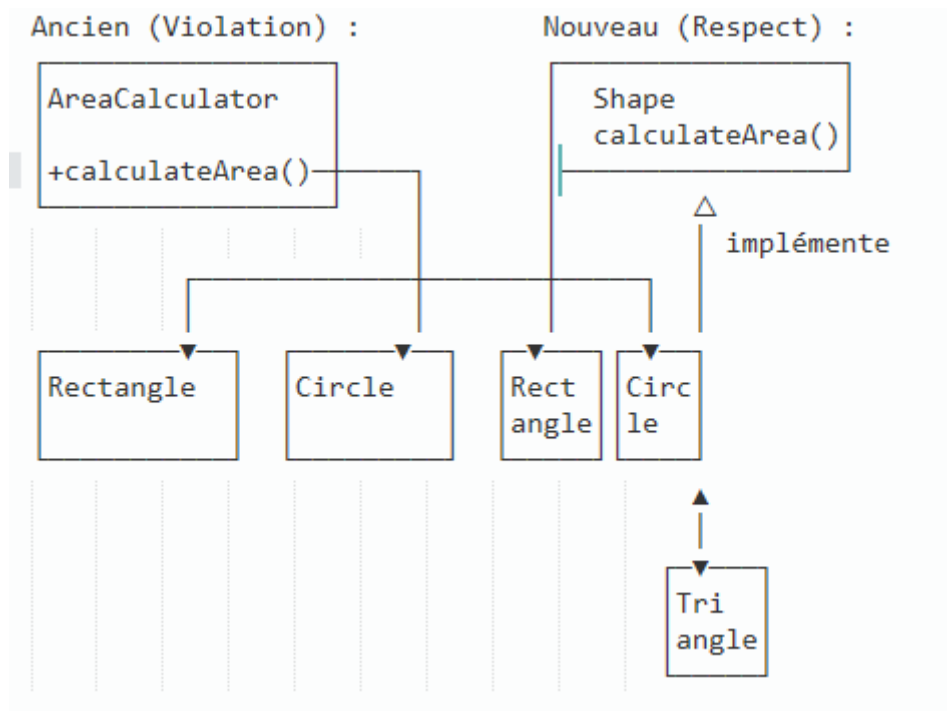 Ancien (Violation) :
Nouveau (Respect) :
AreaCalculator
+calculateArea()
Shape
calculateArea()
implémente
Rectangle
Circle
Rect
angle
Circ
le
Tri
angle